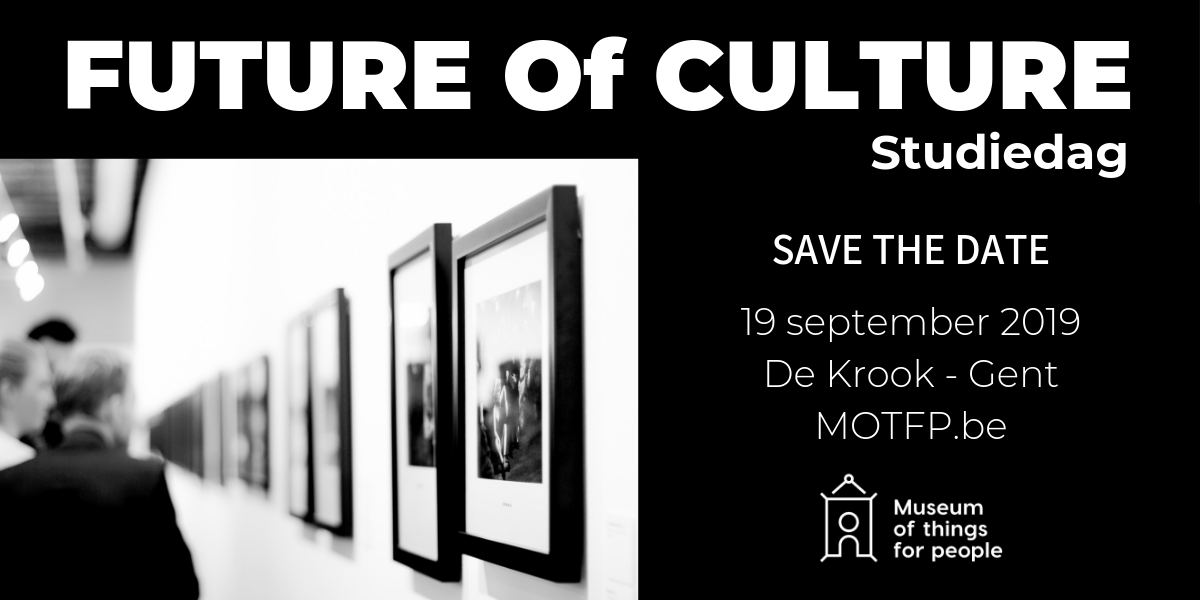 FUTURE Of CULTURE
Studiedag
SAVE THE DATE
19 september 2019
De Krook - Gent
MOTFP.be
Museum
of things
for people